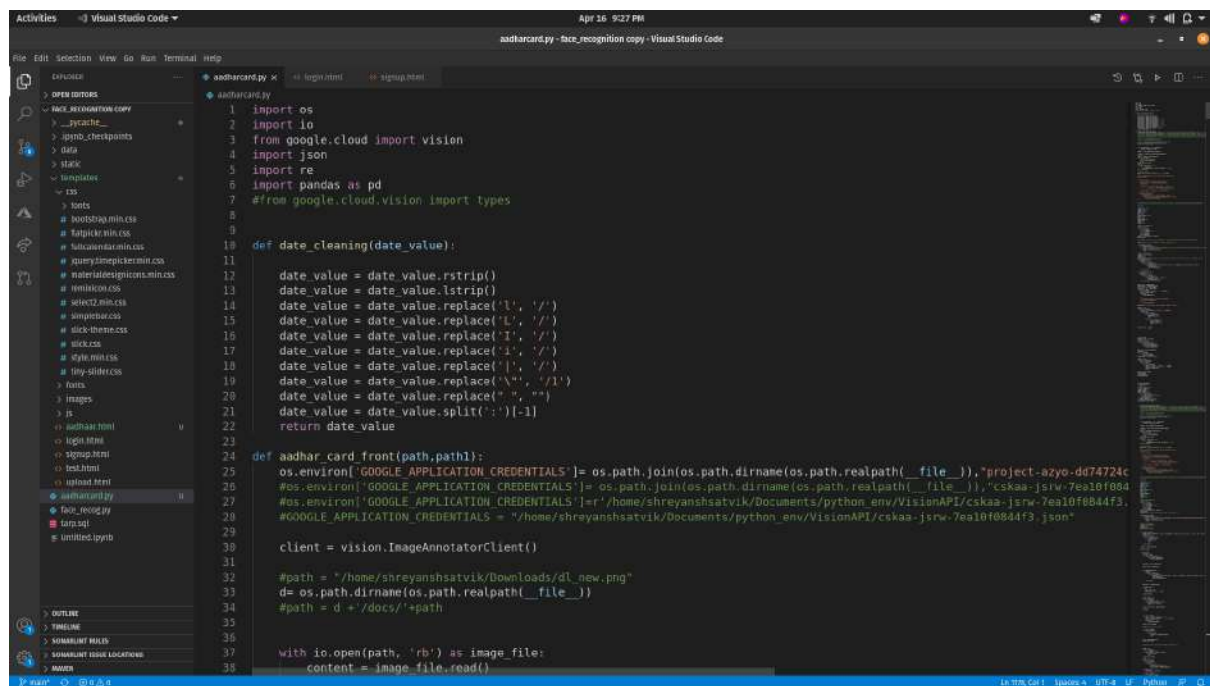 Activities
Visual Studio Code
Apr 16 9:27 PM
aadharcard.py - face_recognition copy - Visual Studio Code
File Edit Selection View Go Run Terminal Help
EXPLORER
OPEN EDITORS
FACE_RECOGNITION COPY
__pycache__
.ipynb_checkpoints
data
static
templates
css
fonts
bootstrap.min.css
flatpickr.min.css
fullcalendar.min.css
jquery.timepicker.min.css
materialdesignicons.min.css
remixicon.css
select2.min.css
simplebar.css
slick-theme.css
slick.css
style.min.css
tiny-slider.css
fonts
images
js
aadhaar.html U
login.html
signup.html
test.html
upload.html
aadharcard.py U
face_recog.py
tarp.sql
untitled.ipynb
OUTLINE
TIMELINE
SONARLINT RULES
SONARLINT ISSUE LOCATIONS
MAVEN
aadharcard.py × login.html signup.html
aadharcard.py
1 import os
2 import io
3 from google.cloud import vision
4 import json
5 import re
6 import pandas as pd
7 #from google.cloud.vision import types
8
9
10 def date_cleaning(date_value):
11
12 date_value = date_value.rstrip()
13 date_value = date_value.lstrip()
14 date_value = date_value.replace('l', '/')
15 date_value = date_value.replace('L', '/')
16 date_value = date_value.replace('I', '/')
17 date_value = date_value.replace('i', '/')
18 date_value = date_value.replace('|', '/')
19 date_value = date_value.replace('\"', '/1')
20 date_value = date_value.replace(" ", "")
21 date_value = date_value.split(':')[-1]
22 return date_value
23
24 def aadhar_card_front(path,path1):
25 os.environ['GOOGLE_APPLICATION_CREDENTIALS']= os.path.join(os.path.dirname(os.path.realpath(__file__)),"project-azyo-dd74724c
26 #os.environ['GOOGLE_APPLICATION_CREDENTIALS']= os.path.join(os.path.dirname(os.path.realpath(__file__)),"cskaa-jsrw-7ea10f084
27 #os.environ['GOOGLE_APPLICATION_CREDENTIALS']=r'/home/shreyanshsatvik/Documents/python_env/VisionAPI/cskaa-jsrw-7ea10f0844f3.
28 #GOOGLE_APPLICATION_CREDENTIALS = "/home/shreyanshsatvik/Documents/python_env/VisionAPI/cskaa-jsrw-7ea10f0844f3.json"
29
30 client = vision.ImageAnnotatorClient()
31
32 #path = "/home/shreyanshsatvik/Downloads/dl_new.png"
33 d= os.path.dirname(os.path.realpath(__file__))
34 #path = d +'/docs/'+path
35
36
37 with io.open(path, 'rb') as image_file:
38 content = image_file.read()
main* 0 0
Col 1 Spaces: 4 UTF-8 LF Python